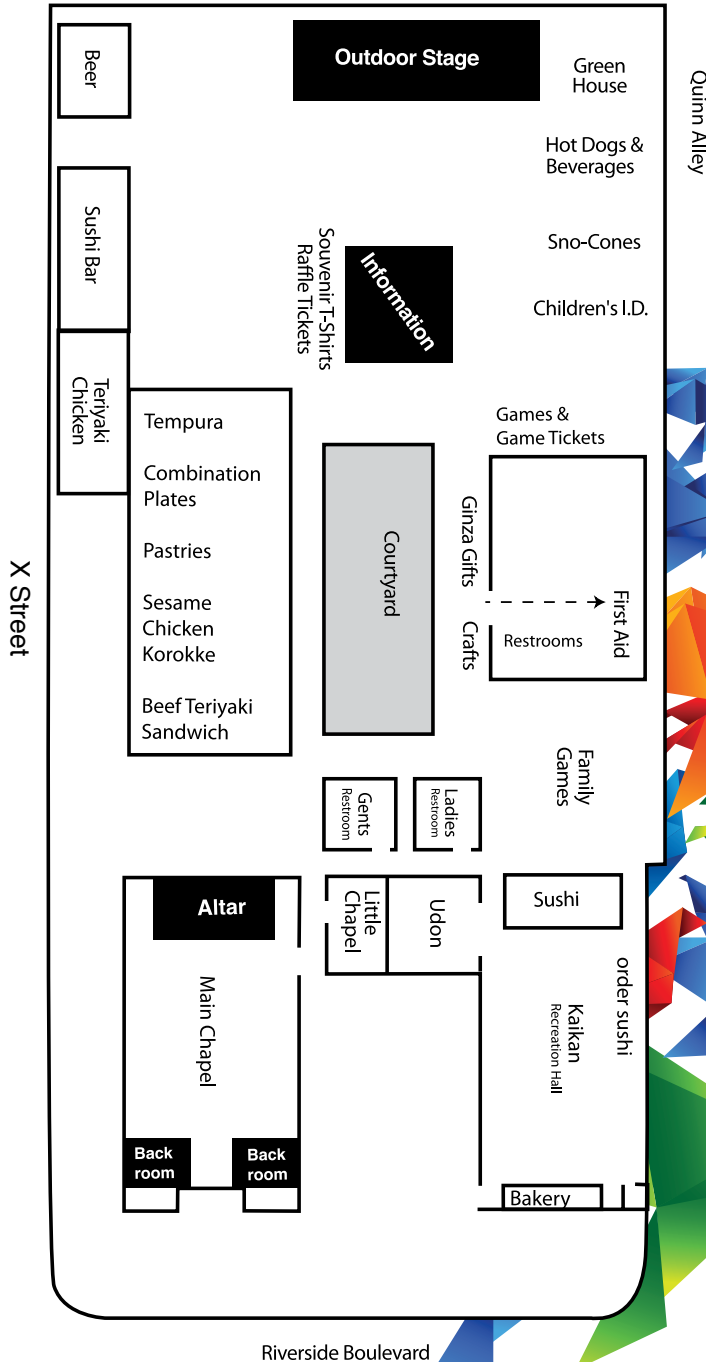 Beer
Outdoor Stage
Green
House
Quinn Alley
Hot Dogs &
Beverages
Sushi Bar
Sno-Cones
Souvenir T-Shirts
Raffle Tickets
Information
Children's I.D.
Teriyaki
Chicken
Tempura
Combination
Plates
Pastries
Sesame
Chicken
Korokke
Beef Teriyaki
Sandwich
Courtyard
Games &
Game Tickets
Ginza Gifts
Crafts
First Aid
Restrooms
X Street
Family
Games
Gents
Restroom
Ladies
Restroom
Altar
Little
Chapel
Udon
Sushi
order sushi
Main Chapel
Kaikan
Recreation Hall
Back
room
Back
room
Bakery
Riverside Boulevard